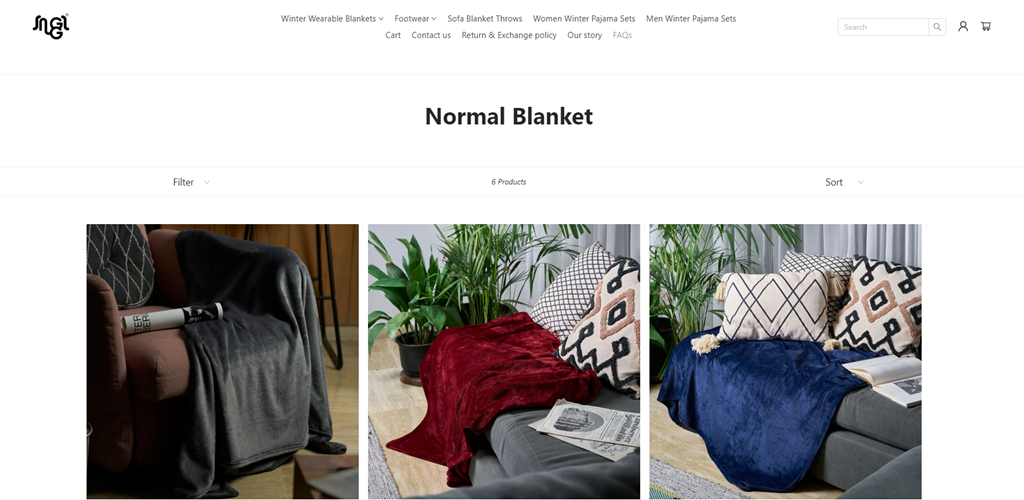 Winter Wearable Blankets Footwear Sofa Blanket Throws Women Winter Pajama Sets Men Winter Pajama Sets
Cart Contact us Return & Exchange policy Our story FAQs
Search
Normal Blanket
Filter
6 Products
Sort